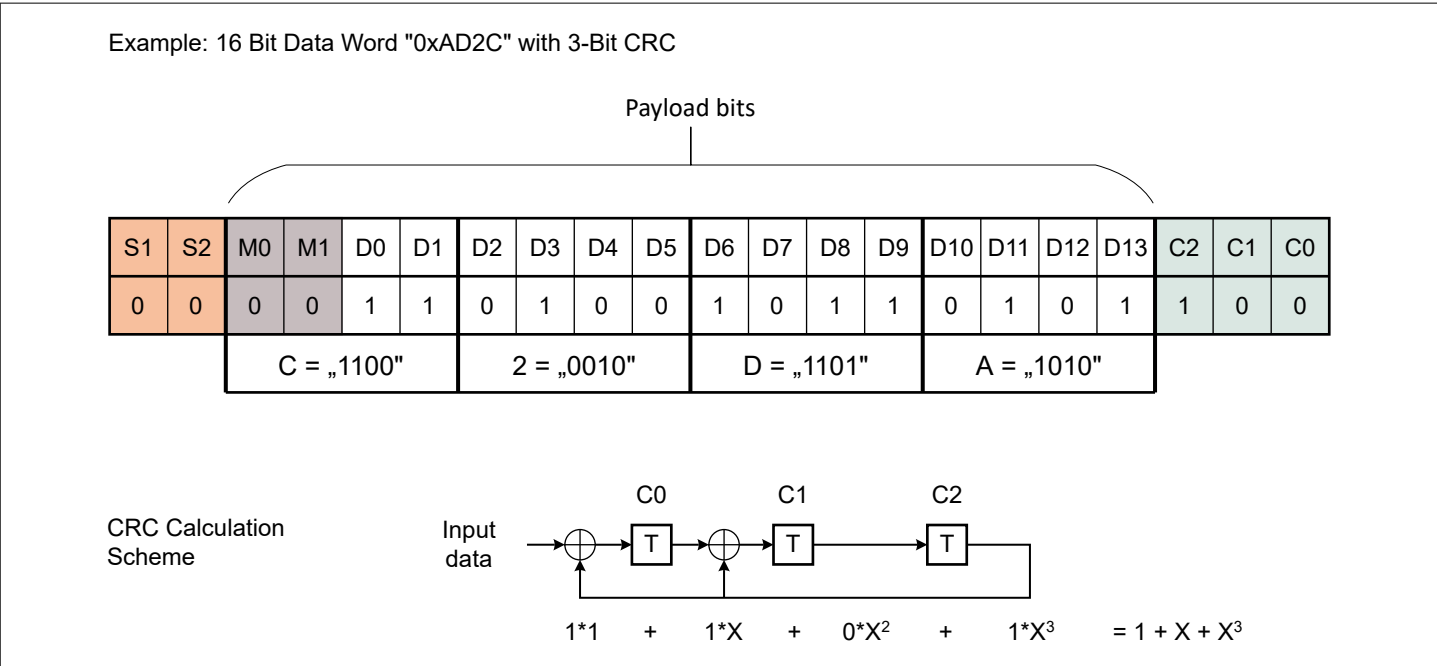 Example: 16 Bit Data Word "0xAD2C" with 3-Bit CRC
Payload bits
S1 S2 M0 M1 D0 D1 D2 D3 D4 D5 D6 D7 D8 D9 D10 D11 D12 D13 C2 C1 C0
0 0 0 0 1 1 0 1 0 0 1 0 1 1 0 1 0 1 1 0 0
C = „1100" 2 = „0010" D = „1101" A = „1010"
C0 C1 C2
CRC Calculation
Scheme
Input
data
T T T
1*1 + 1*X + 0*X² + 1*X³ = 1 + X + X³